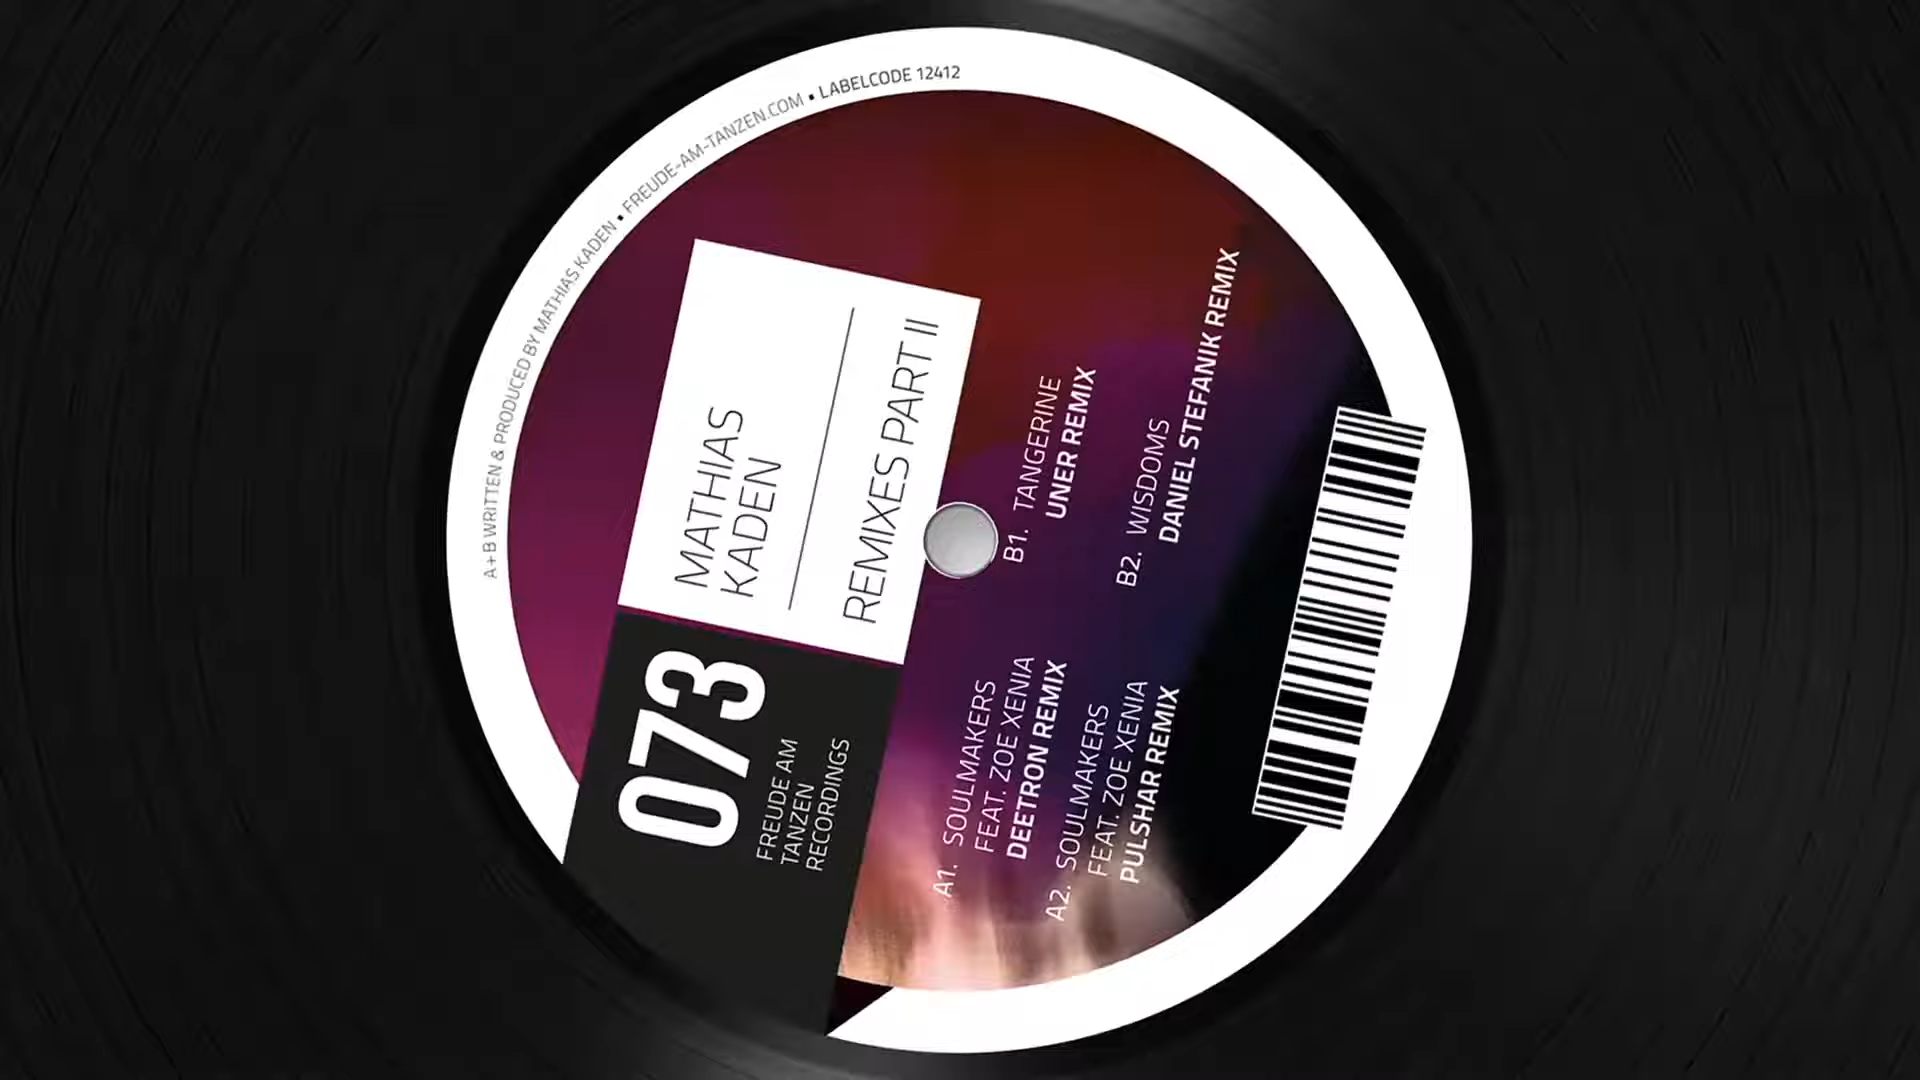 A+B WRITTEN & PRODUCED BY MATHIAS KADEN • FREUDE-AM-TANZEN.COM • LABELCODE 12412
MATHIAS
KADEN
REMIXES PART II
073
FREUDE AM
TANZEN
RECORDINGS
A1. SOULMAKERS
FEAT. ZOE XENIA
DEETRON REMIX
A2. SOULMAKERS
FEAT. ZOE XENIA
PULSHAR REMIX
B1. TANGERINE
UNER REMIX
B2. WISDOMS
DANIEL STEFANIK REMIX